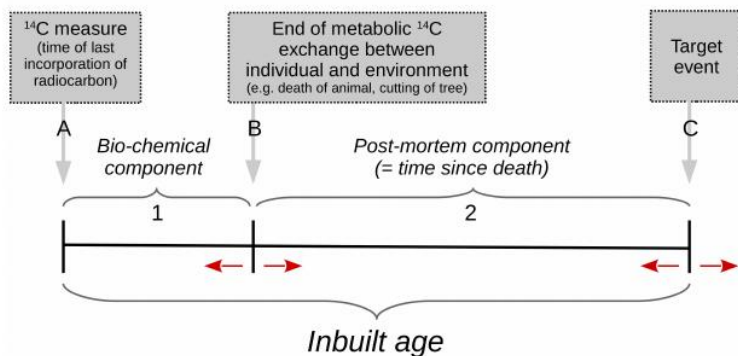 ¹⁴C measure
(time of last
incorporation of
radiocarbon)
End of metabolic ¹⁴C
exchange between
individual and environment
(e.g. death of animal, cutting of tree)
Target
event
A
B
C
Bio-chemical
component
Post-mortem component
(= time since death)
1
2
Inbuilt age